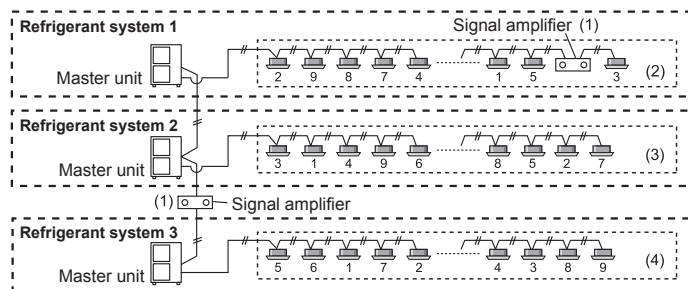 Refrigerant system 1
Signal amplifier (1)
Master unit
2 9 8 7 4 1 5 3
(2)
Refrigerant system 2
Master unit
3 1 4 9 6 8 5 2 7
(3)
(1)
Signal amplifier
Refrigerant system 3
Master unit
5 6 1 7 2 4 3 8 9
(4)